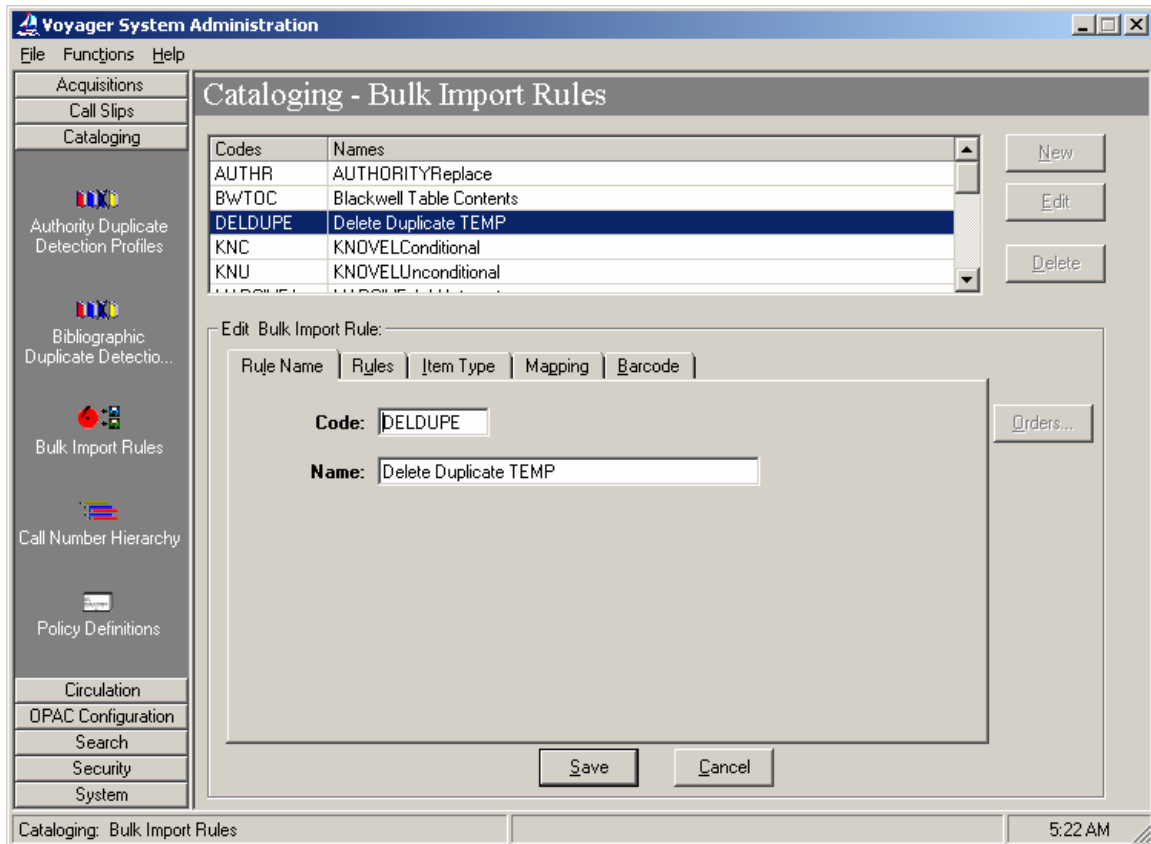 Voyager System Administration
File Functions Help
Acquisitions
Call Slips
Cataloging
Authority Duplicate
Detection Profiles
Bibliographic
Duplicate Detectio...
Bulk Import Rules
Call Number Hierarchy
Policy Definitions
Circulation
OPAC Configuration
Search
Security
System
Cataloging - Bulk Import Rules
Codes Names
AUTHR AUTHORITYReplace
BWTOC Blackwell Table Contents
DELDUPE Delete Duplicate TEMP
KNC KNOVELConditional
KNU KNOVELUnconditional
New
Edit
Delete
Edit Bulk Import Rule:
Rule Name Rules Item Type Mapping Barcode
Code: DELDUPE
Name: Delete Duplicate TEMP
Orders...
Save Cancel
Cataloging: Bulk Import Rules 5:22 AM